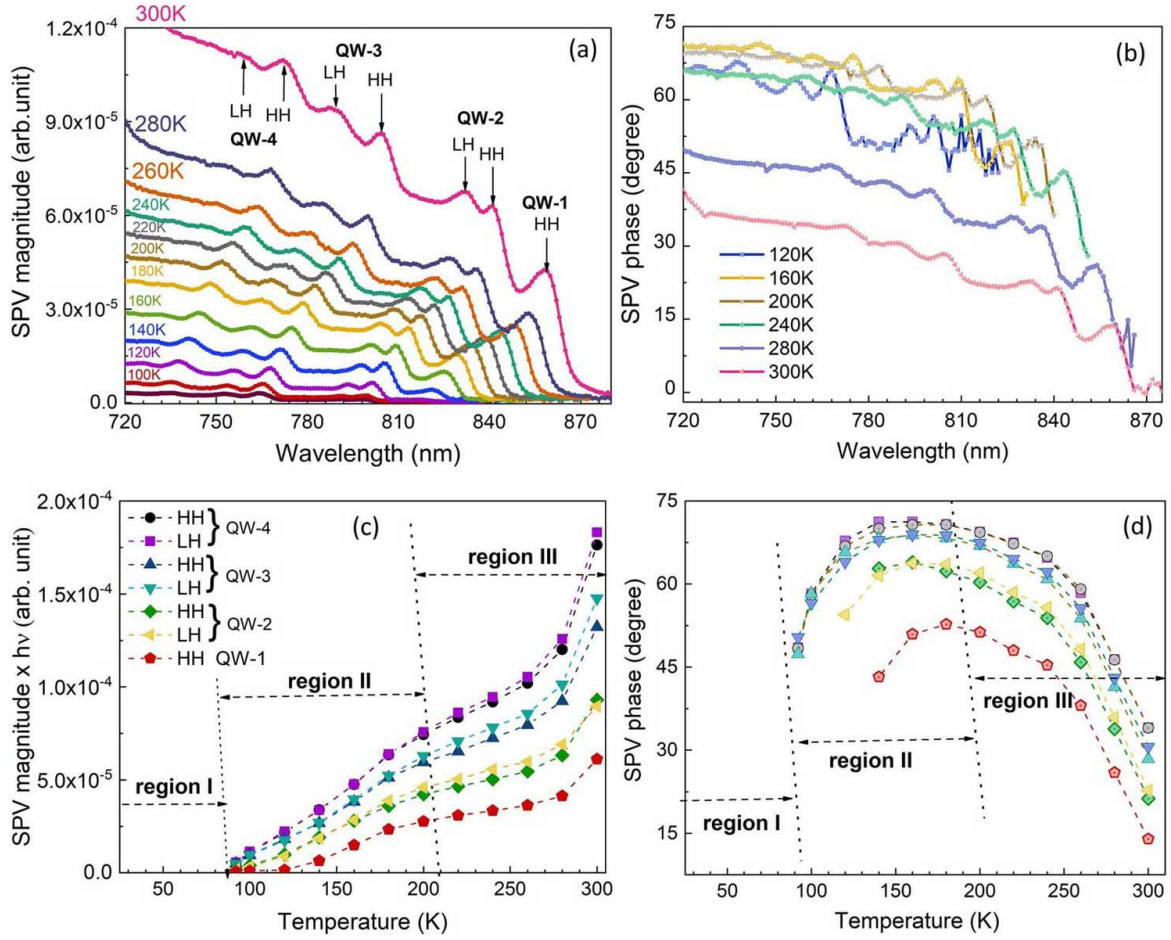 (a)
300K
280K
260K
240K
220K
200K
180K
160K
140K
120K
100K
LH
HH
QW-4
QW-3
LH
HH
QW-2
LH
HH
QW-1
HH
SPV magnitude (arb.unit)
1.2x10-4
9.0x10-5
6.0x10-5
3.0x10-5
0.0
720 750 780 810 840 870
Wavelength (nm)
(b)
SPV phase (degree)
75
60
45
30
15
0
120K
160K
200K
240K
280K
300K
720 750 780 810 840 870
Wavelength (nm)
(c)
SPV magnitude x hν (arb. unit)
2.0x10-4
1.5x10-4
1.0x10-4
5.0x10-5
0.0
HH
LH } QW-4
HH
LH } QW-3
HH
LH } QW-2
HH QW-1
region I
region II
region III
50 100 150 200 250 300
Temperature (K)
(d)
SPV phase (degree)
75
60
45
30
15
region I
region II
region III
50 100 150 200 250 300
Temperature (K)